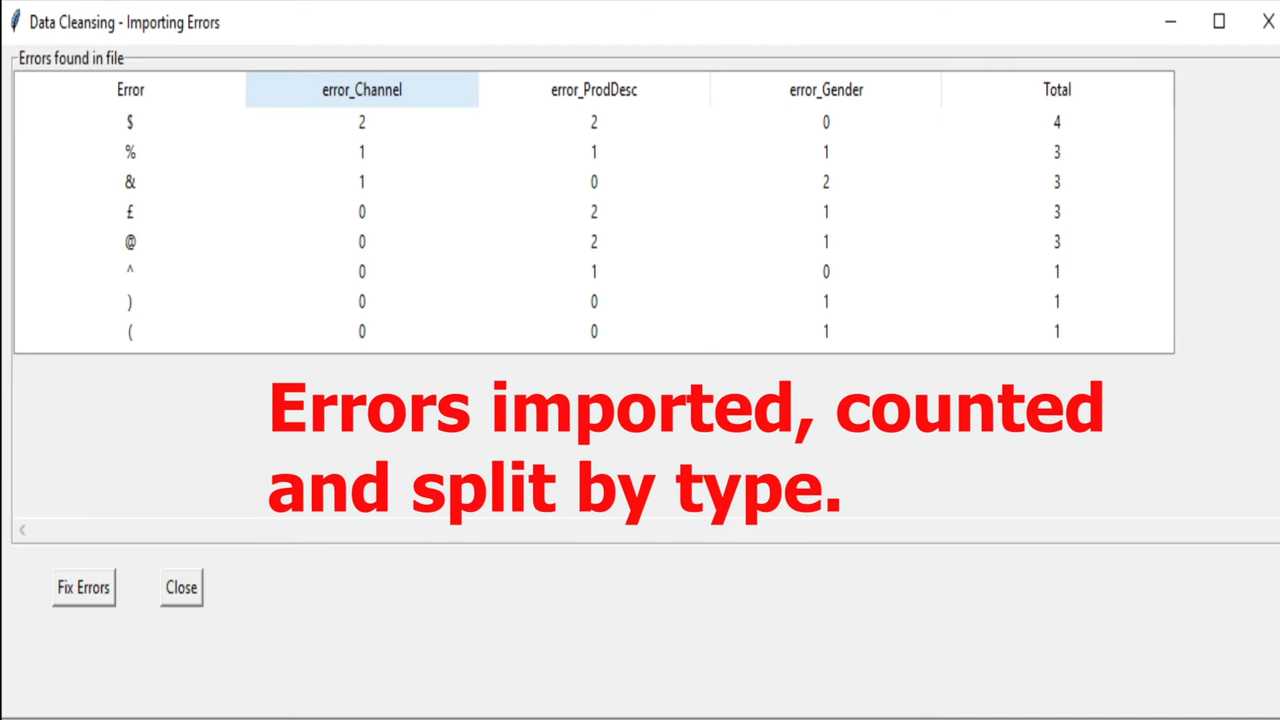 Data Cleansing - Importing Errors
Errors found in file
Error error_Channel error_ProdDesc error_Gender Total
$ 2 2 0 4
% 1 1 1 3
& 1 0 2 3
£ 0 2 1 3
@ 0 2 1 3
^ 0 1 0 1
) 0 0 1 1
( 0 0 1 1
Errors imported, counted
and split by type.
Fix Errors Close